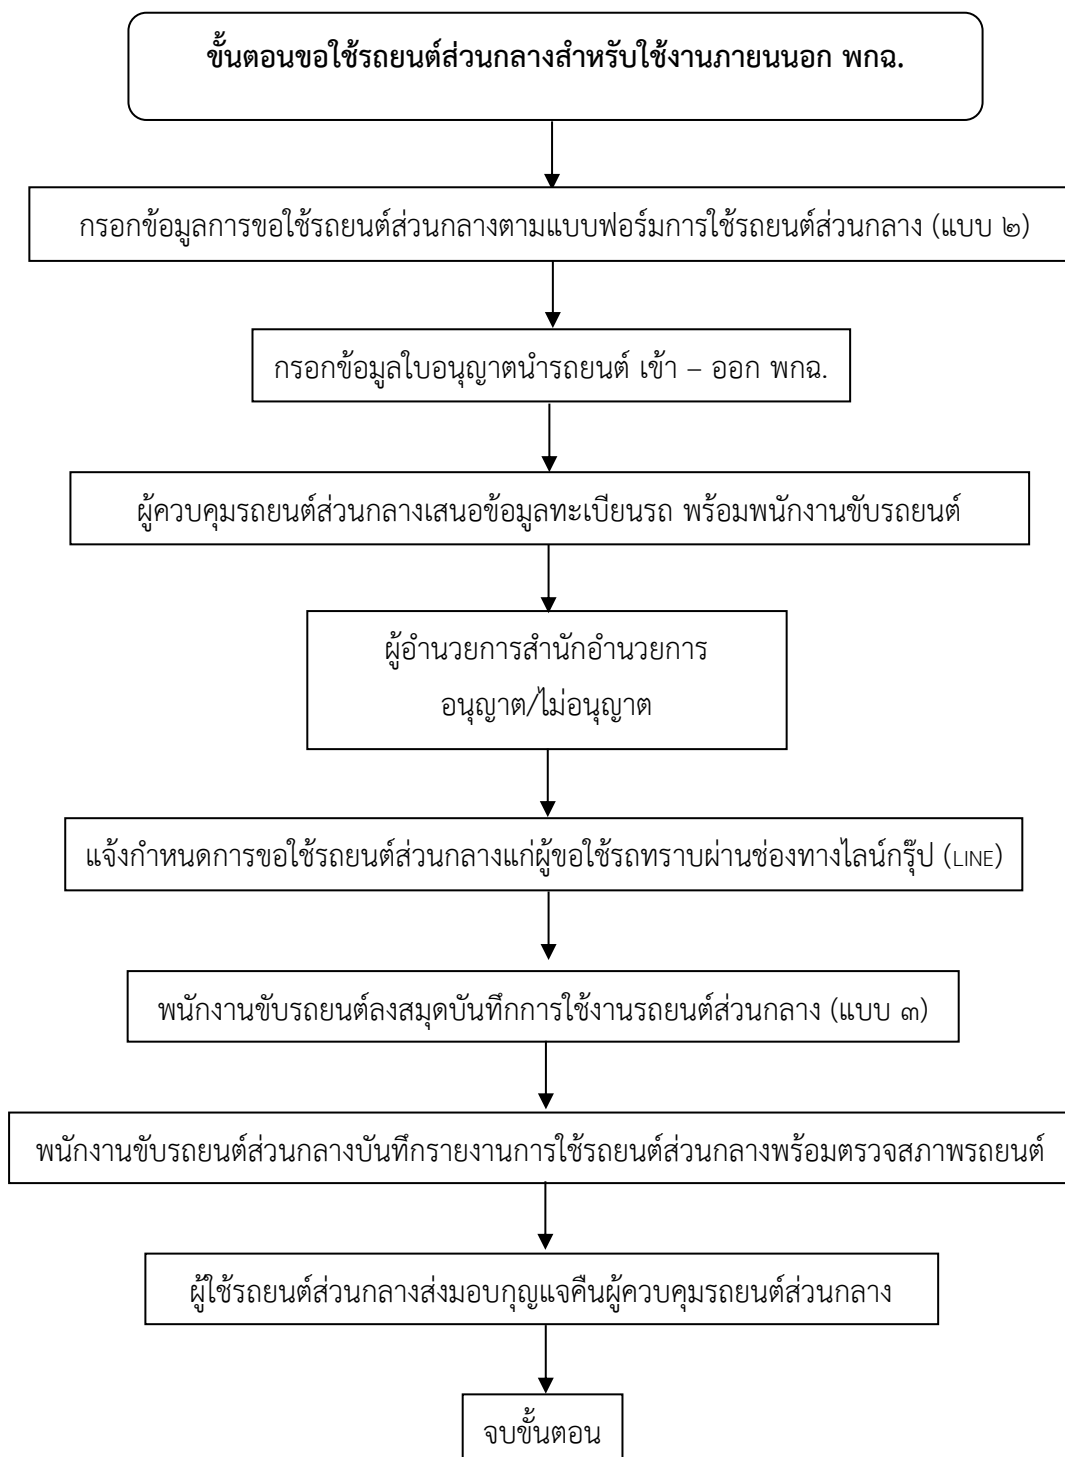 ขั้นตอนขอใช้รถยนต์ส่วนกลางสำหรับใช้งานภายนนอก พกฉ.
กรอกข้อมูลการขอใช้รถยนต์ส่วนกลางตามแบบฟอร์มการใช้รถยนต์ส่วนกลาง (แบบ ๒)
กรอกข้อมูลใบอนุญาตนำรถยนต์ เข้า – ออก พกฉ.
ผู้ควบคุมรถยนต์ส่วนกลางเสนอข้อมูลทะเบียนรถ พร้อมพนักงานขับรถยนต์
ผู้อำนวยการสำนักอำนวยการ
อนุญาต/ไม่อนุญาต
แจ้งกำหนดการขอใช้รถยนต์ส่วนกลางแก่ผู้ขอใช้รถทราบผ่านช่องทางไลน์กรุ๊ป (LINE)
พนักงานขับรถยนต์ลงสมุดบันทึกการใช้งานรถยนต์ส่วนกลาง (แบบ ๓)
พนักงานขับรถยนต์ส่วนกลางบันทึกรายงานการใช้รถยนต์ส่วนกลางพร้อมตรวจสภาพรถยนต์
ผู้ใช้รถยนต์ส่วนกลางส่งมอบกุญแจคืนผู้ควบคุมรถยนต์ส่วนกลาง
จบขั้นตอน